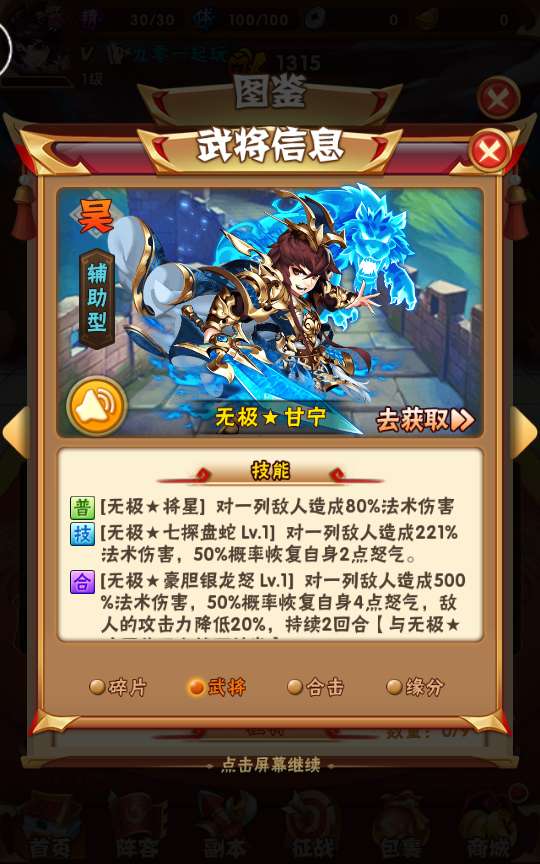 精 30/30 体 100/100 0 0
1级
1315
图鉴
武将信息
吴
辅助型
无极★甘宁
去获取
技能
普 [无极★将星] 对一列敌人造成80%法术伤害
技 [无极★七探盘蛇 Lv.1] 对一列敌人造成221%
法术伤害，50%概率恢复自身2点怒气。
合 [无极★豪胆银龙怒 Lv.1] 对一列敌人造成500
%法术伤害，50%概率恢复自身4点怒气，敌
人的攻击力降低20%，持续2回合【与无极★
碎片 武将 合击 缘分
数量：0/9
点击屏幕继续
首页 阵容 副本 征战 包裹 商城